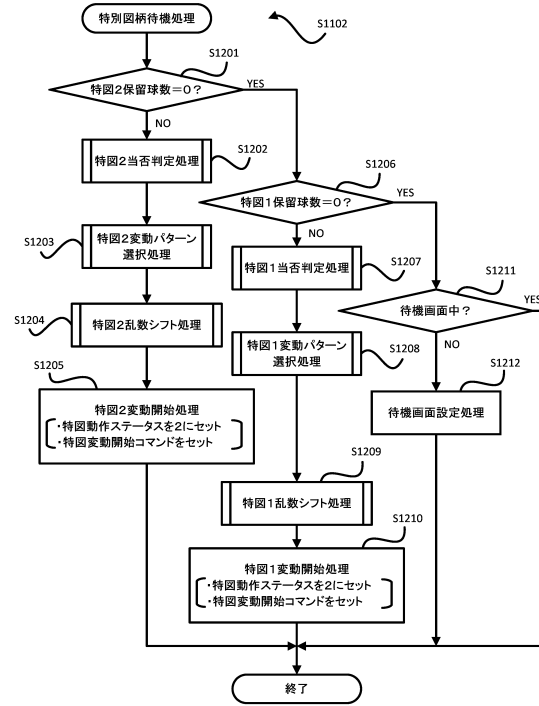 特別図柄待機処理
S1102
S1201
特図2保留球数=0?
YES
NO
S1202
特図2当否判定処理
S1206
特図1保留球数=0?
YES
NO
S1203
特図2変動パターン
選択処理
S1207
特図1当否判定処理
S1211
待機画面中?
YES
NO
S1204
特図2乱数シフト処理
特図1変動パターン
選択処理
S1208
S1205
特図2変動開始処理
・特図動作ステータスを2にセット
・特図変動開始コマンドをセット
S1212
待機画面設定処理
S1209
特図1乱数シフト処理
S1210
特図1変動開始処理
・特図動作ステータスを2にセット
・特図変動開始コマンドをセット
終了